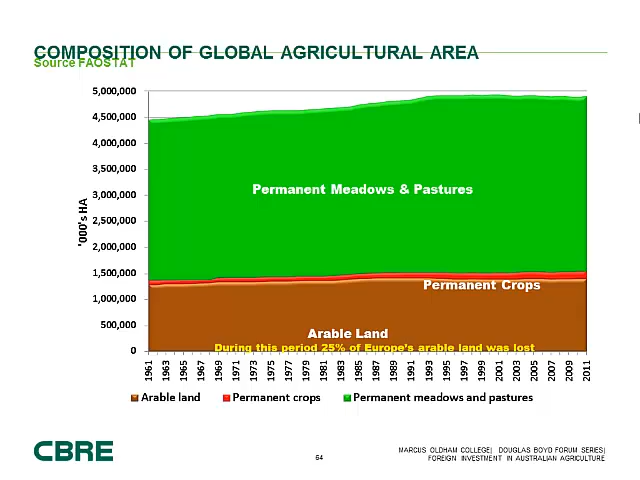 COMPOSITION OF GLOBAL AGRICULTURAL AREA
Source FAOSTAT
5,000,000
4,500,000
4,000,000
3,500,000
3,000,000
2,500,000
2,000,000
1,500,000
1,000,000
500,000
0
'000's HA
Permanent Meadows & Pastures
Permanent Crops
Arable Land
During this period 25% of Europe's arable land was lost
1961 1963 1965 1967 1969 1971 1973 1975 1977 1979 1981 1983 1985 1987 1989 1991 1993 1995 1997 1999 2001 2003 2005 2007 2009 2011
Arable land Permanent crops Permanent meadows and pastures
CBRE
64
MARCUS OLDHAM COLLEGE| DOUGLAS BOYD FORUM SERIES|
FOREIGN INVESTMENT IN AUSTRALIAN AGRICULTURE